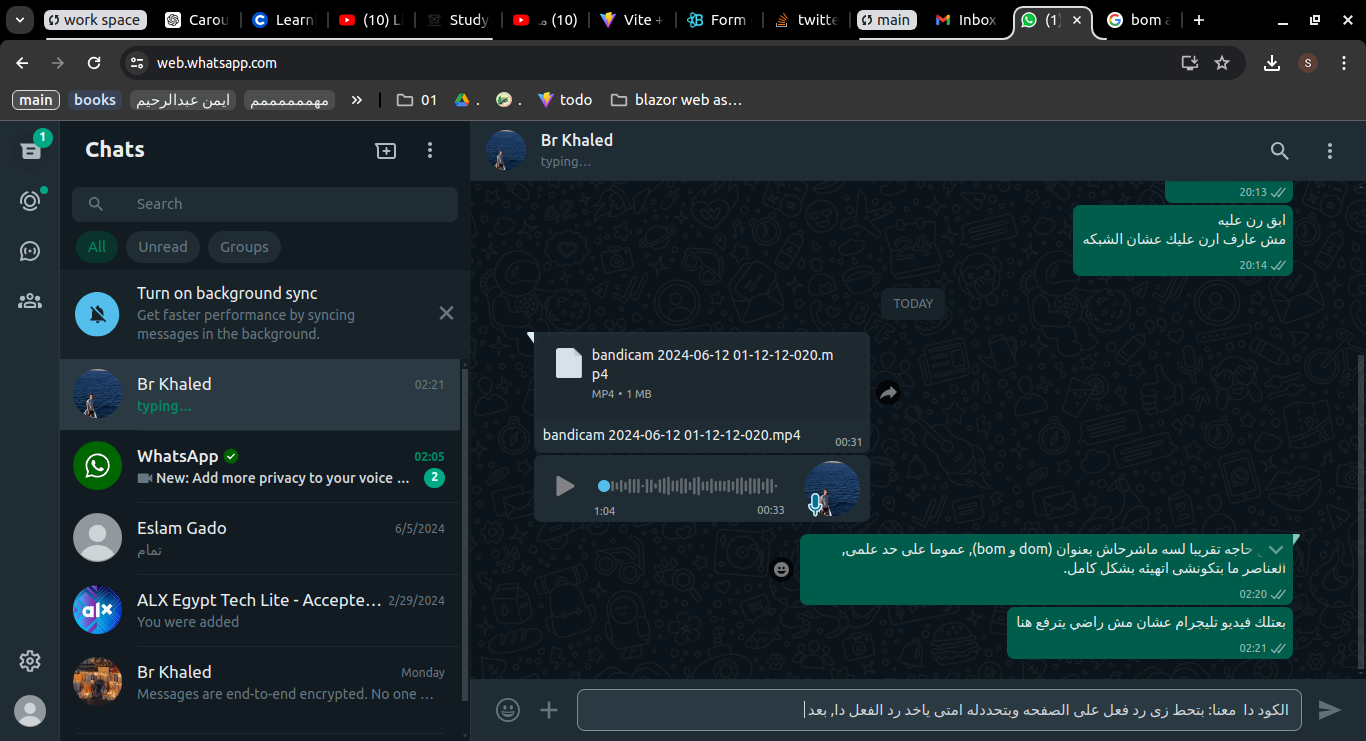 work space
Carou
Learni
(10) Li
Study
(10) مـ
Vite +
Form
twitte
main
Inbox
(1)
bom a
web.whatsapp.com
S
main
books
ايمن عبدالرحيم
مهمممممم
01
.
.
todo
blazor web as…
1
Chats
Br Khaled
typing…
Search
All
Unread
Groups
Turn on background sync
Get faster performance by syncing
messages in the background.
Br Khaled
02:21
typing…
WhatsApp
02:05
New: Add more privacy to your voice …
2
Eslam Gado
6/5/2024
تمام
ALX Egypt Tech Lite - Accepte…
2/29/2024
alx
You were added
Br Khaled
Monday
Messages are end-to-end encrypted. No one …
20:13
ابق رن عليه
مش عارف ارن عليك عشان الشبكه
20:14
TODAY
bandicam 2024-06-12 01-12-12-020.m
p4
MP4 • 1 MB
bandicam 2024-06-12 01-12-12-020.mp4
00:31
1:04
00:33
حاجه تقريبا لسه ماشرحاش بعنوان (dom و bom), عموما على حد علمى,
العناصر ما بتكونشى اتهيئه بشكل كامل.
02:20
بعتلك فيديو تليجرام عشان مش راضي يترفع هنا
02:21
الكود دا معنا: بتحط زى رد فعل على الصفحه وبتحددله امتى ياخد رد الفعل دا, بعد